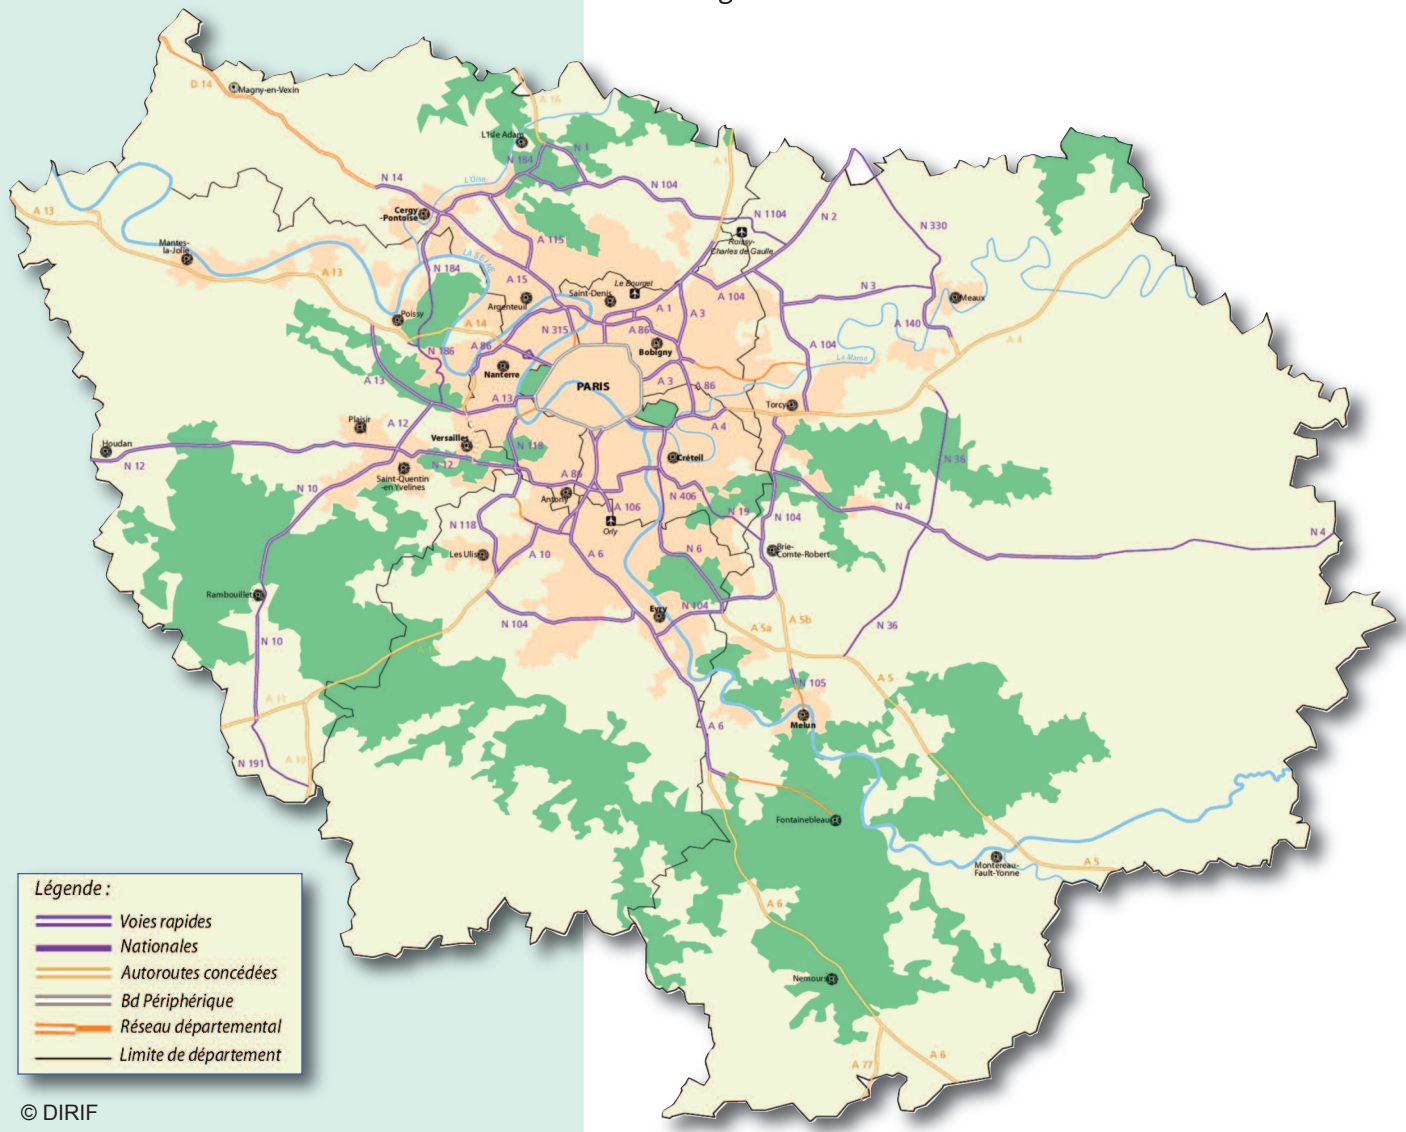 D 14
Magny-en-Vexin
A 16
L'Isle Adam
N 184
N 1
A 1
L'Oise
N 14
N 104
Cergy
-Pontoise
A 13
N 1104
N 2
N 330
Mantes-
la-Jolie
A 115
Roissy-
Charles de Gaulle
LA SEINE
N 184
A 13
A 15
Le Bourget
Saint-Denis
N 3
A 104
Meaux
Argenteuil
Poissy
A 1
A 3
A 14
N 315
A 86
A 140
A 4
N 186
A 86
Bobigny
A 104
La Marne
Nanterre
A 13
PARIS
A 3
A 86
A 13
Torcy
Plaisir
A 12
A 4
Houdan
Versailles
N 118
Créteil
N 36
N 12
N 12
Saint-Quentin
-en Yvelines
A 86
N 10
Antony
A 106
N 406
N 19
N 104
N 4
N 118
Orly
N 4
Les Ulis
A 10
A 6
N 6
Brie-
Comte-Robert
Rambouillet
Evry
N 104
N 104
A 5a
A 5b
N 36
N 10
A 10
N 105
A 5
A 11
Melun
A 6
N 191
A 10
Fontainebleau
Montereau-
Fault-Yonne
A 5
A 6
Nemours
A 77
A 6
Légende :
Voies rapides
Nationales
Autoroutes concédées
Bd Périphérique
Réseau départemental
Limite de département
© DIRIF